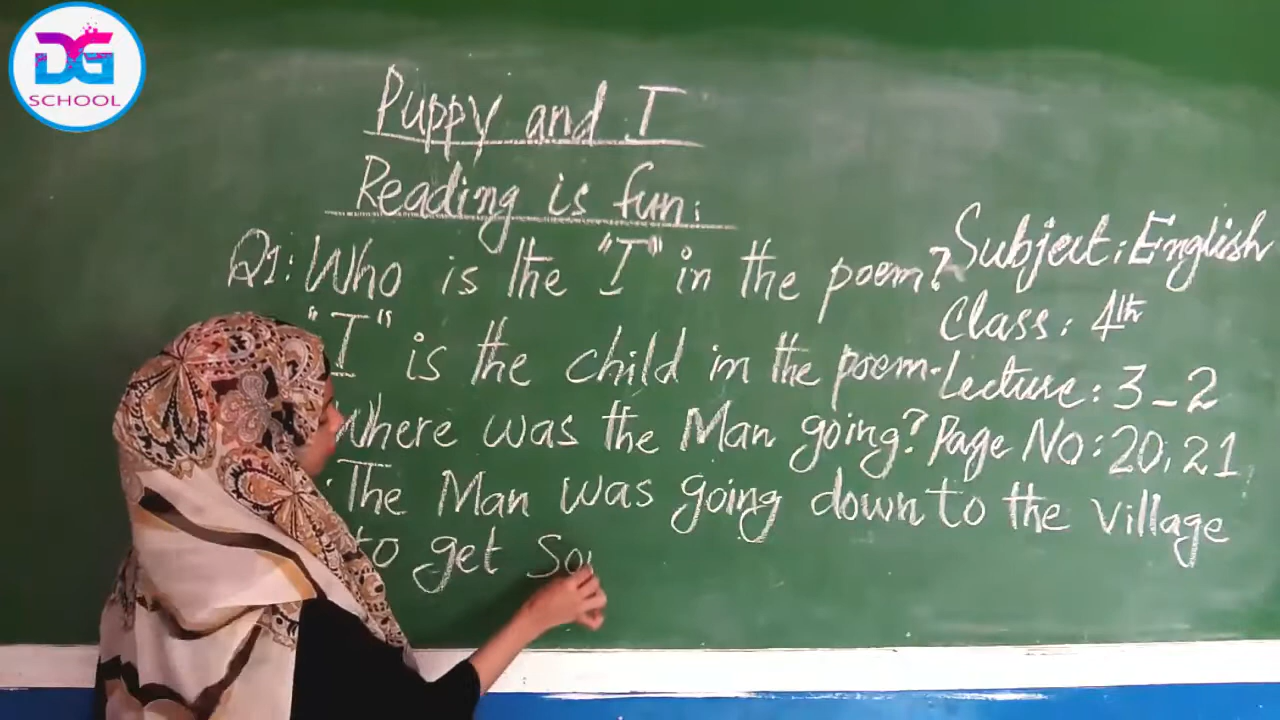 DG
SCHOOL
Puppy and I
Reading is fun:
Q1: Who is the "I" in the poem?
"I" is the child in the poem.
Where was the Man going?
The Man was going down to the village
to get So
Subject: English
Class: 4th
Lecture: 3-2
Page No: 20, 21